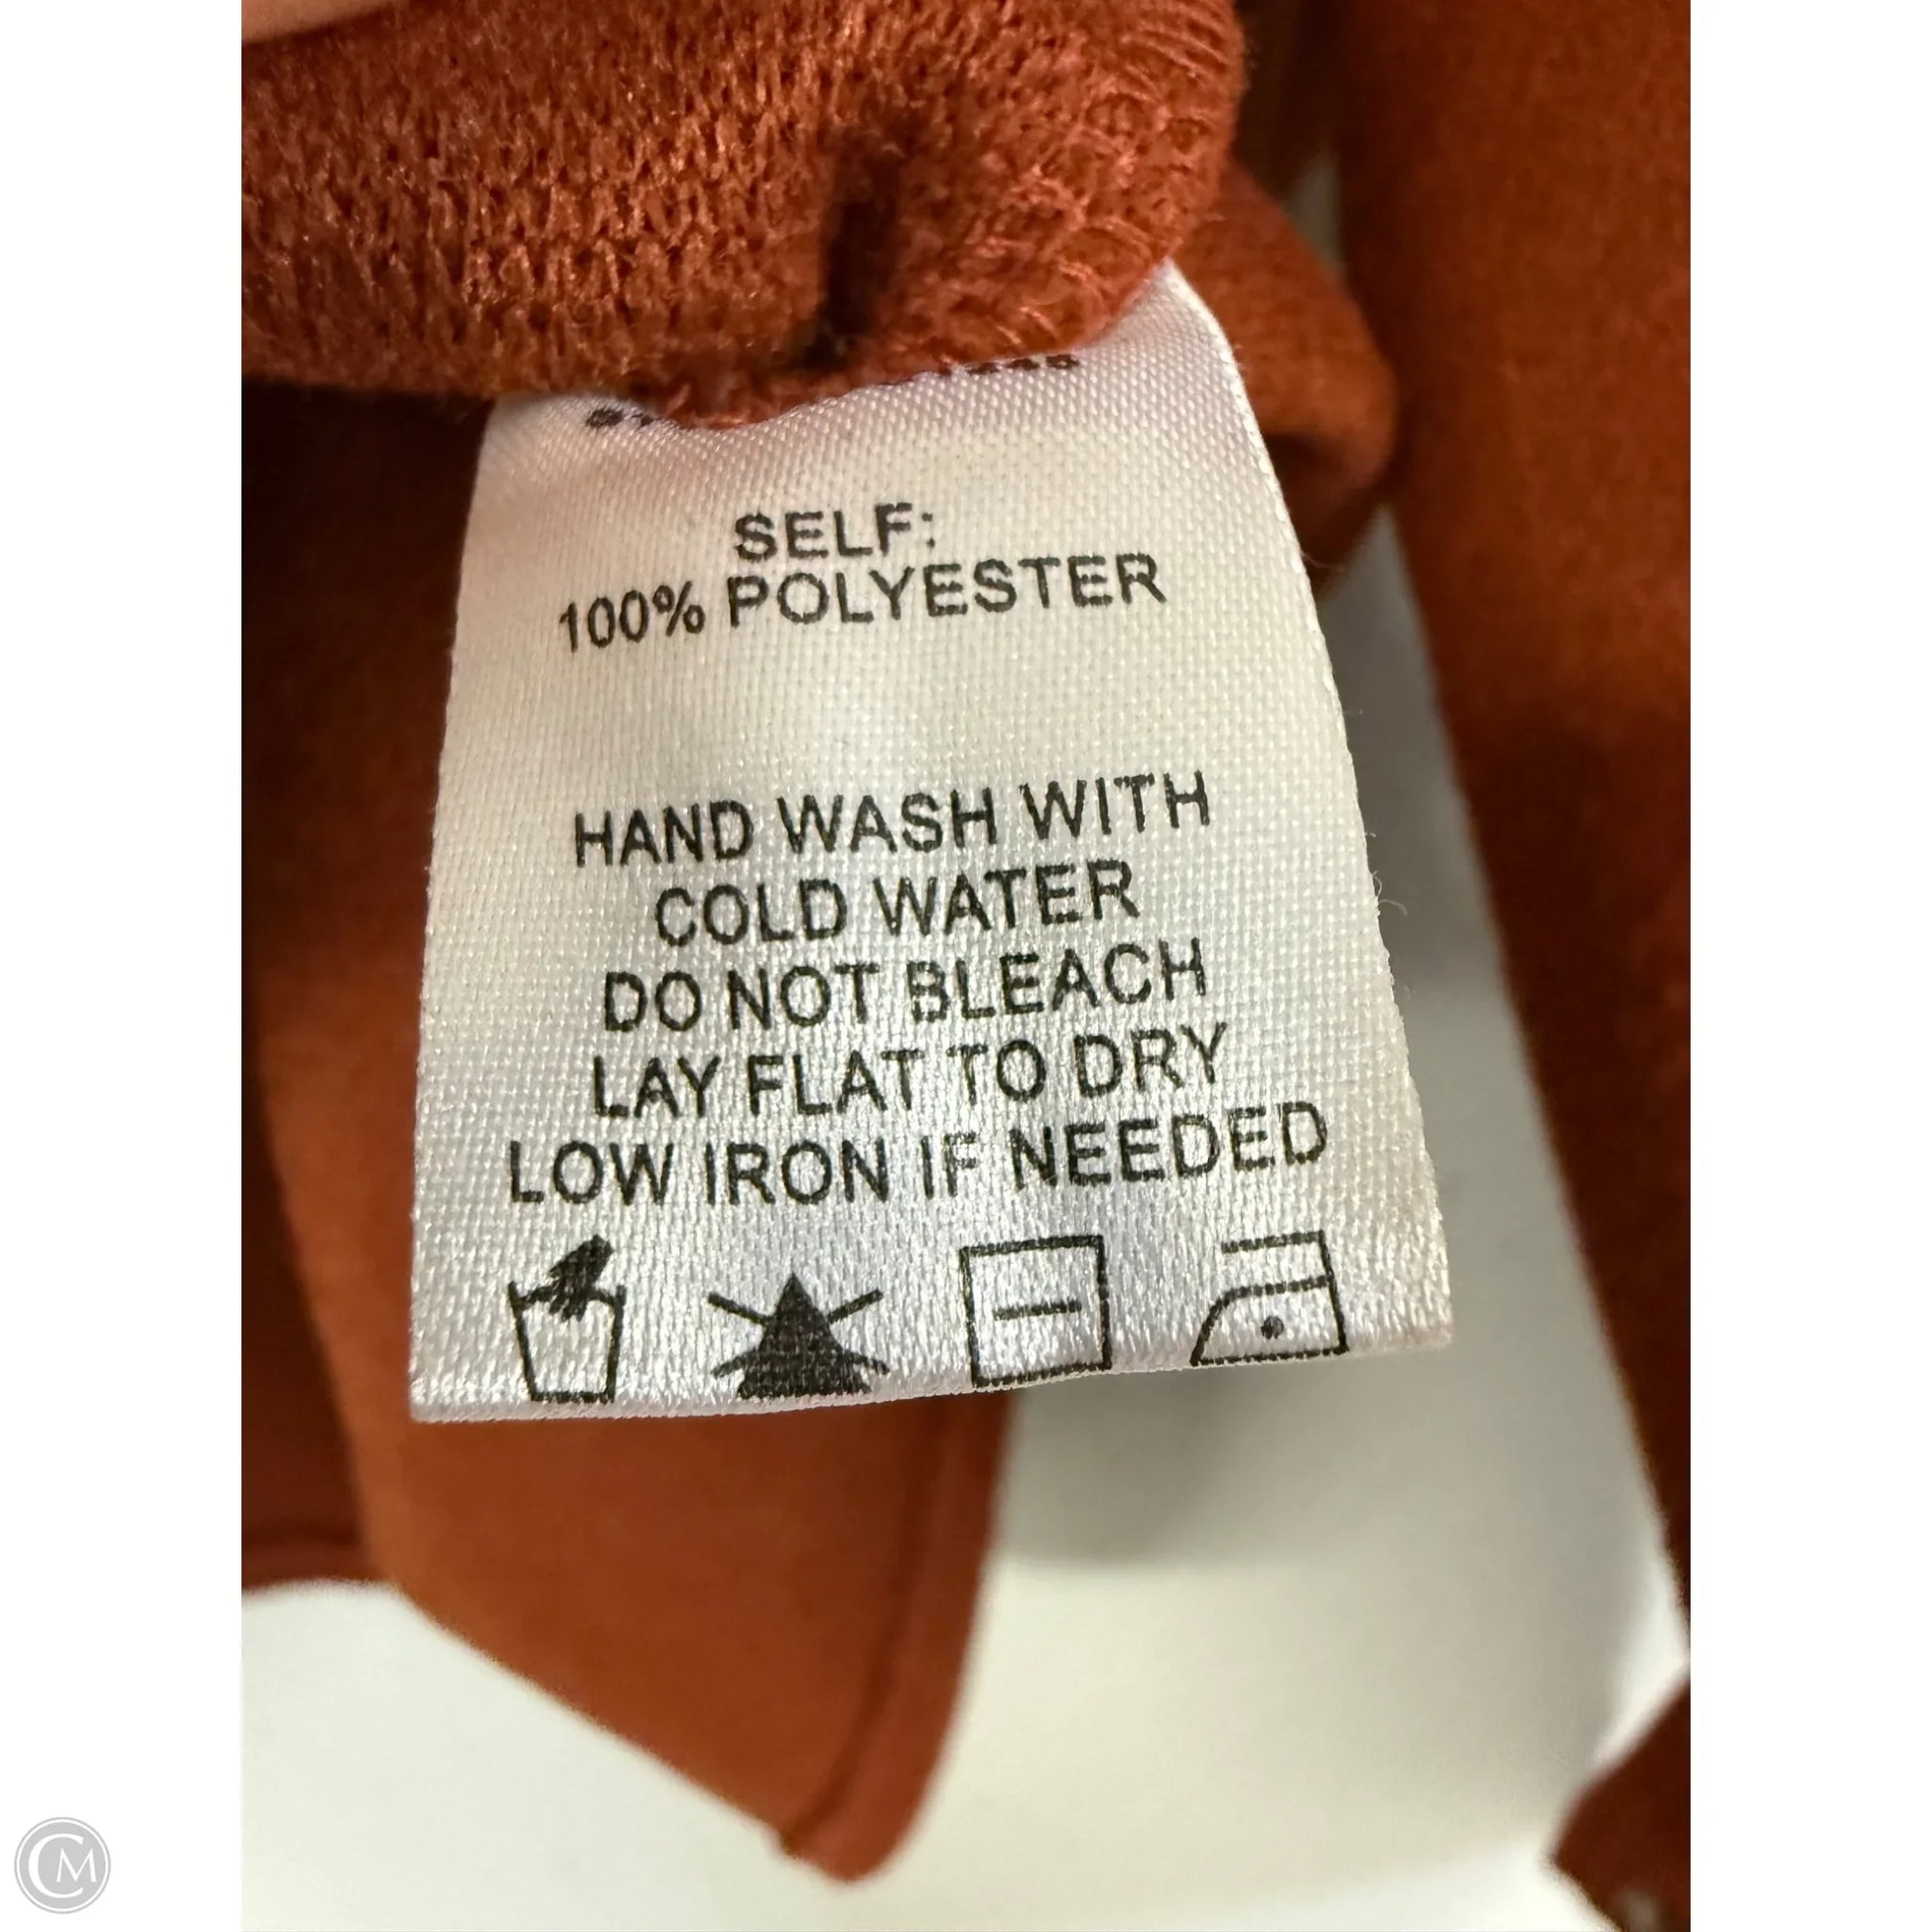 SELF:
100% POLYESTER
HAND WASH WITH
COLD WATER
DO NOT BLEACH
LAY FLAT TO DRY
LOW IRON IF NEEDED
CM